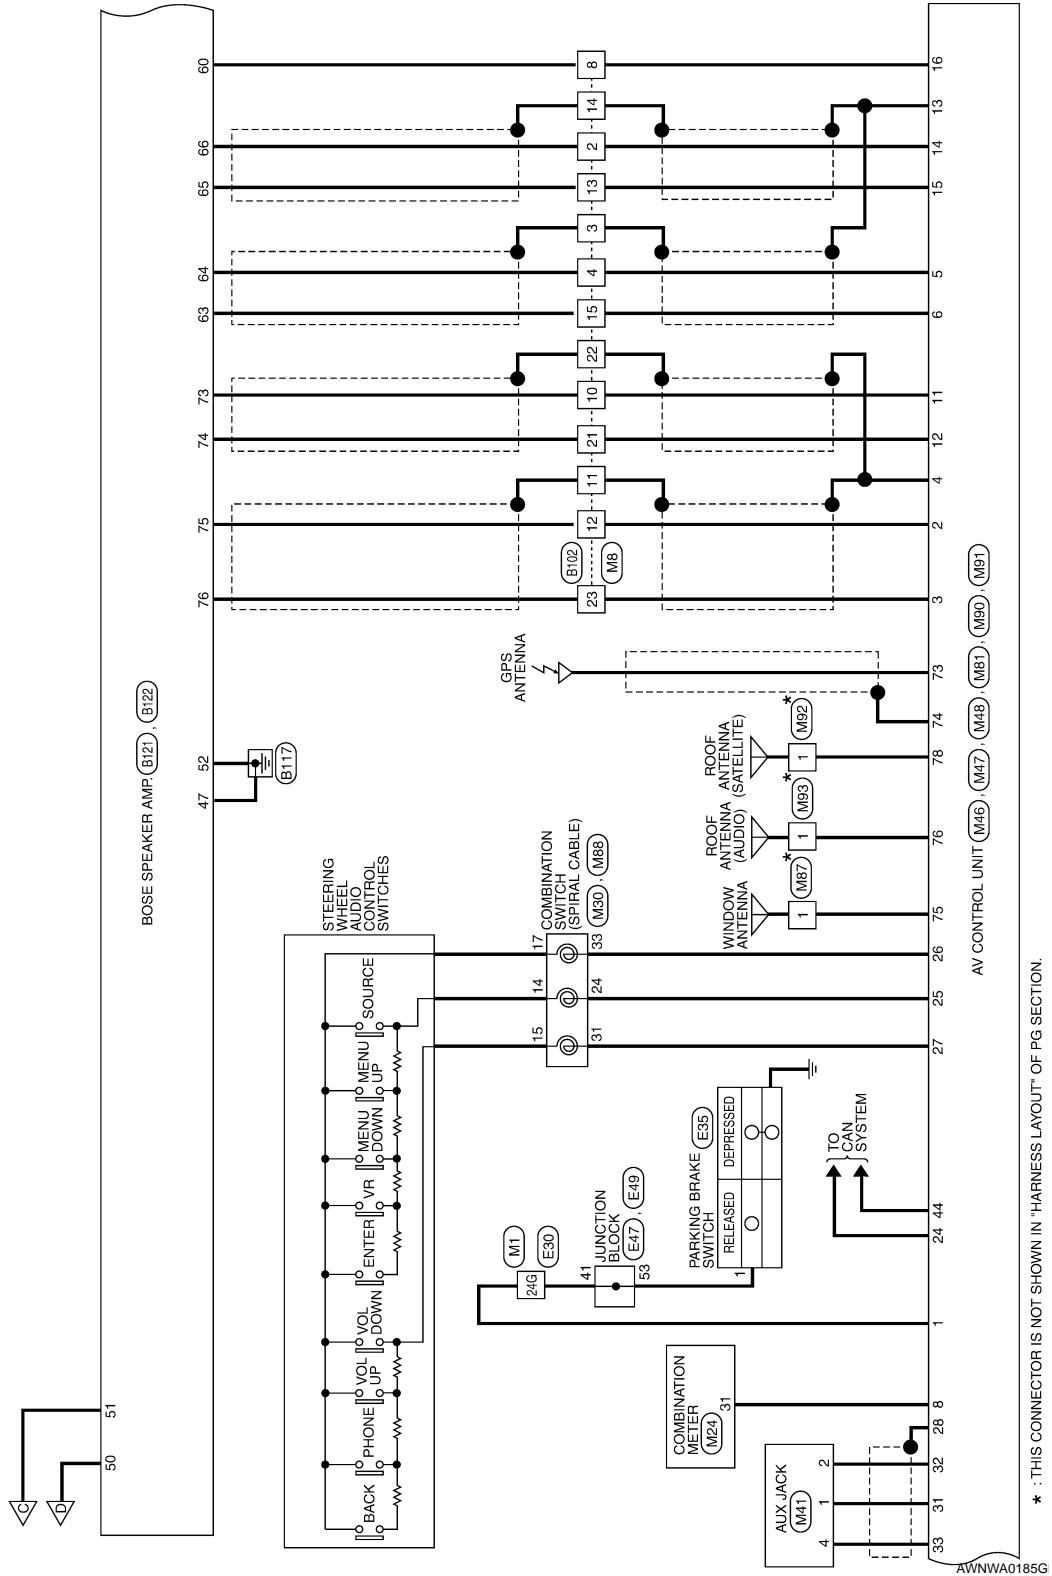 BOSE SPEAKER AMP. B121 , B122
C
D
51
50
47
52
76
75
74
73
63
64
65
66
60
B117
STEERING
WHEEL
AUDIO
CONTROL
SWITCHES
BACK
PHONE
VOL
UP
VOL
DOWN
ENTER
VR
MENU
DOWN
MENU
UP
SOURCE
COMBINATION
SWITCH
(SPIRAL CABLE)
M30 , M88
15
14
17
31
24
33
GPS
ANTENNA
B102
M8
23
12
11
21
10
22
15
4
3
13
2
14
8
M1
E30
24G
41
53
JUNCTION
BLOCK
E47 , E49
PARKING BRAKE
SWITCH
E35
RELEASED
DEPRESSED
1
TO
CAN
SYSTEM
COMBINATION
METER
M24
31
AUX JACK
M41
4
1
2
WINDOW
ANTENNA
1
M87
*
ROOF
ANTENNA
(AUDIO)
1
M93
*
ROOF
ANTENNA
(SATELLITE)
1
M92
*
33
31
32
28
8
1
24
44
27
25
26
75
76
78
74
73
3
2
4
12
11
6
5
15
14
13
16
AV CONTROL UNIT M46 , M47 , M48 , M81 , M90 , M91
* : THIS CONNECTOR IS NOT SHOWN IN "HARNESS LAYOUT" OF PG SECTION.